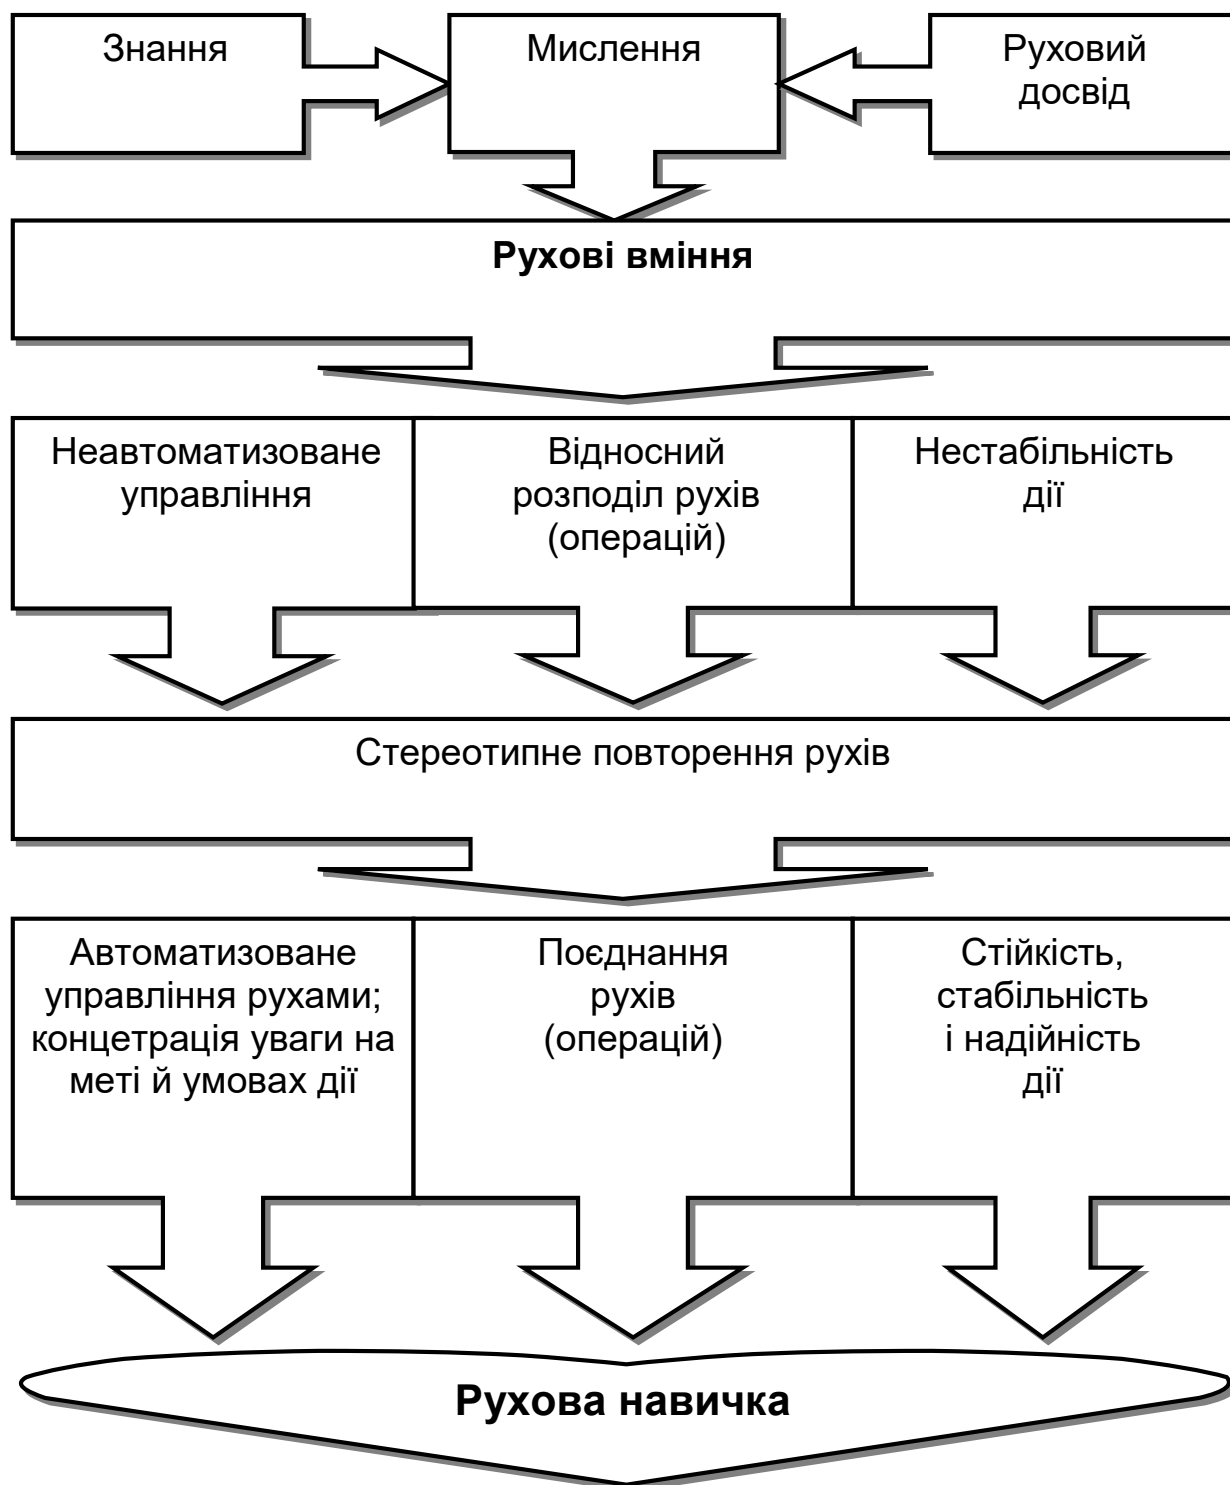 Знання
Мислення
Руховий
досвід
Рухові вміння
Неавтоматизоване
управління
Відносний
розподіл рухів
(операцій)
Нестабільність
дії
Стереотипне повторення рухів
Автоматизоване
управління рухами;
концетрація уваги на
меті й умовах дії
Поєднання
рухів
(операцій)
Стійкість,
стабільність
і надійність
дії
Рухова навичка